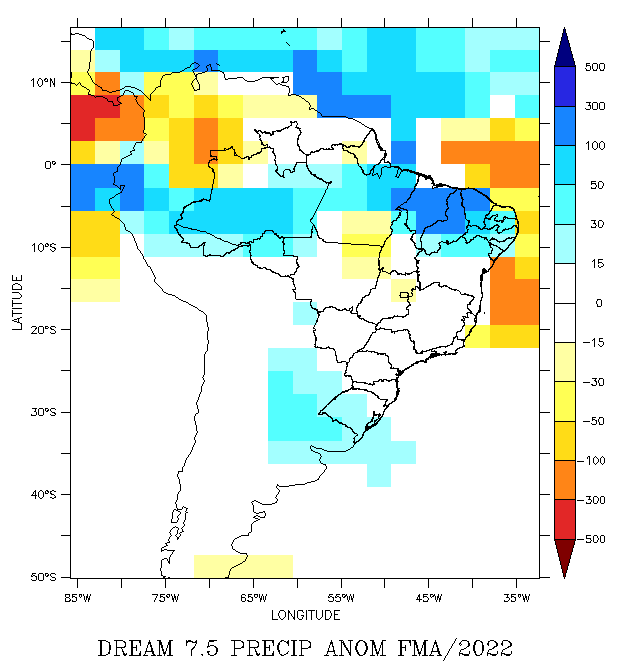 10°N
0°
10°S
20°S
30°S
40°S
50°S
LATITUDE
85°W 75°W 65°W 55°W 45°W 35°W
LONGITUDE
500
300
100
50
30
15
0
−15
−30
−50
−100
−300
−500
DREAM 7.5 PRECIP ANOM FMA/2022